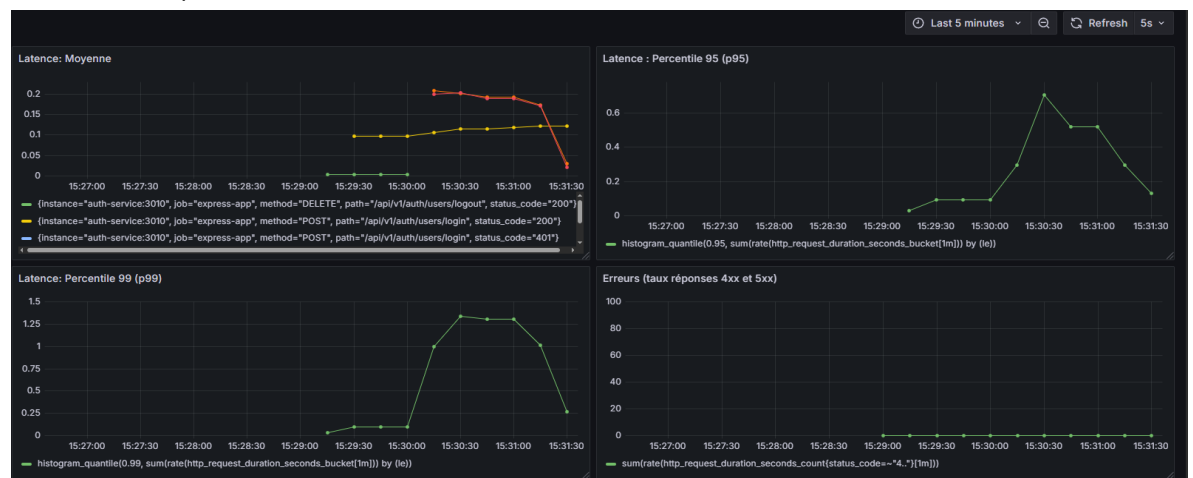 Last 5 minutes Refresh 5s
Latence: Moyenne
0.2
0.15
0.1
0.05
0
15:27:00 15:27:30 15:28:00 15:28:30 15:29:00 15:29:30 15:30:00 15:30:30 15:31:00 15:31:30
{instance="auth-service:3010", job="express-app", method="DELETE", path="/api/v1/auth/users/logout", status_code="200"}
{instance="auth-service:3010", job="express-app", method="POST", path="/api/v1/auth/users/login", status_code="200"}
{instance="auth-service:3010", job="express-app", method="POST", path="/api/v1/auth/users/login", status_code="401"}
Latence : Percentile 95 (p95)
0.6
0.4
0.2
0
15:27:00 15:27:30 15:28:00 15:28:30 15:29:00 15:29:30 15:30:00 15:30:30 15:31:00 15:31:30
histogram_quantile(0.95, sum(rate(http_request_duration_seconds_bucket[1m])) by (le))
Latence: Percentile 99 (p99)
1.5
1.25
1
0.75
0.5
0.25
0
15:27:00 15:27:30 15:28:00 15:28:30 15:29:00 15:29:30 15:30:00 15:30:30 15:31:00 15:31:30
histogram_quantile(0.99, sum(rate(http_request_duration_seconds_bucket[1m])) by (le))
Erreurs (taux réponses 4xx et 5xx)
100
80
60
40
20
0
15:27:00 15:27:30 15:28:00 15:28:30 15:29:00 15:29:30 15:30:00 15:30:30 15:31:00 15:31:30
sum(rate(http_request_duration_seconds_count{status_code=~"4.."}[1m]))